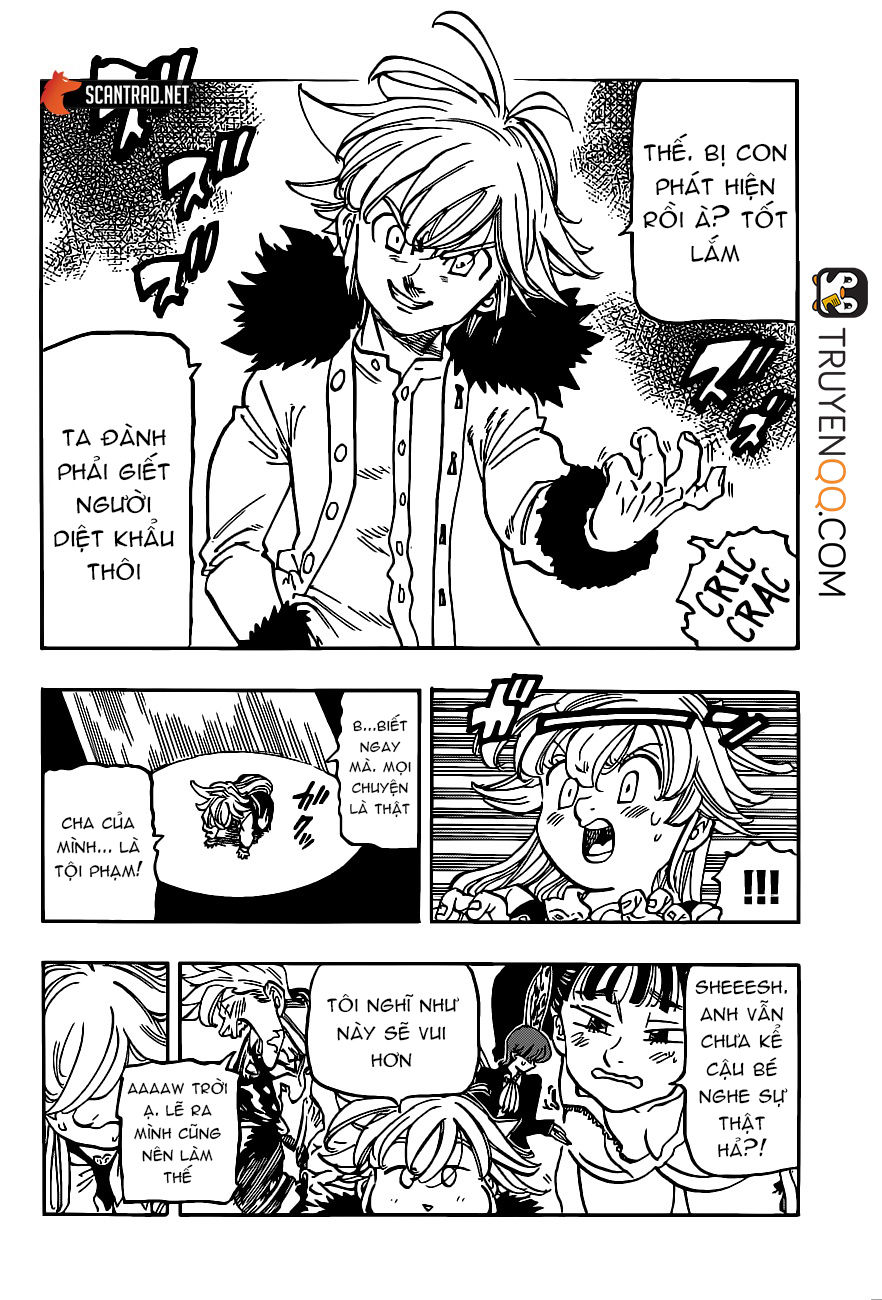 SCANTRAD.NET
THẾ, BỊ CON
PHÁT HIỆN
RỒI À? TỐT
LẮM
TA ĐÀNH
PHẢI GIẾT
NGƯỜI
DIỆT KHẨU
THÔI
CRIC
CRAC
TRUYENQQ.COM
B...BIẾT
NGAY
MÀ, MỌI
CHUYỆN
LÀ THẬT
CHA CỦA
MÌNH... LÀ
TỘI PHẠM!
!!!
AAAAW TRỜI
Ạ, LẼ RA
MÌNH CŨNG
NÊN LÀM
THẾ
TÔI NGHĨ NHƯ
NÀY SẼ VUI
HƠN
SHEEESH,
ANH VẪN
CHƯA KỂ
CẬU BÉ
NGHE SỰ
THẬT
HẢ?!